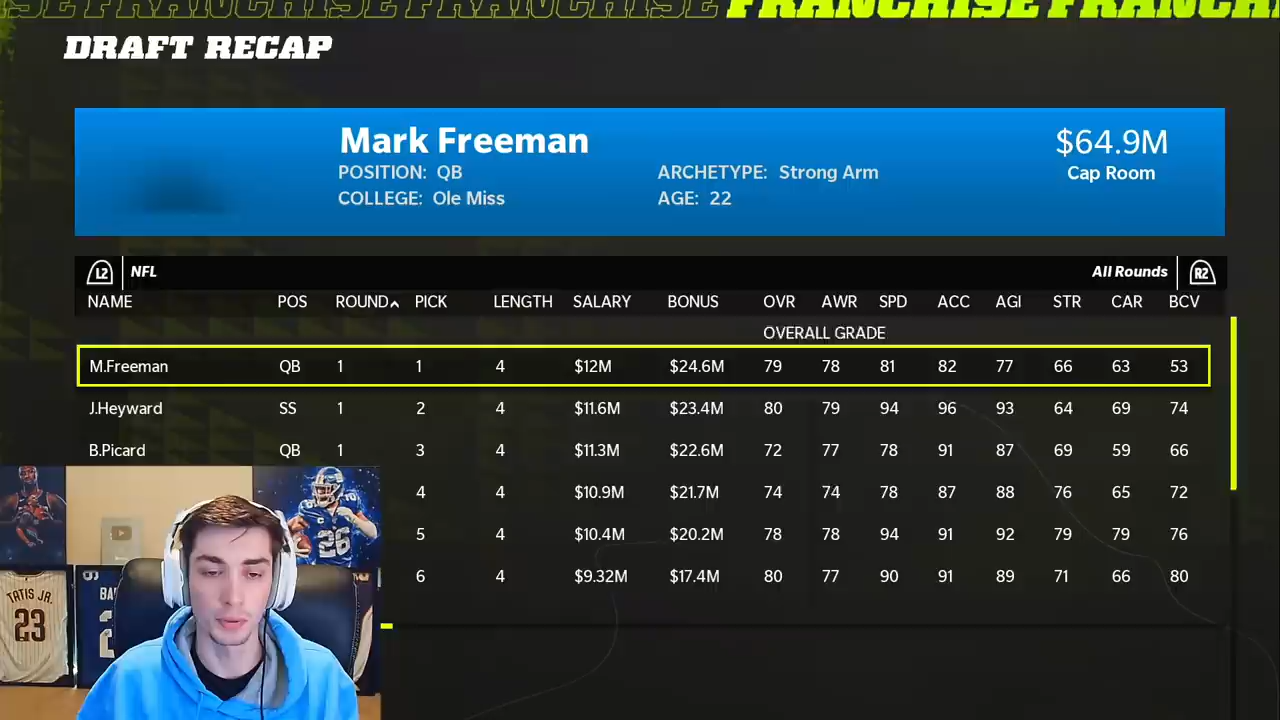 SE FRANCHISE FRANCHISE FRANCHISE FRANCHI
DRAFT RECAP
Mark Freeman
POSITION: QB
ARCHETYPE: Strong Arm
COLLEGE: Ole Miss
AGE: 22
$64.9M
Cap Room
L2 NFL
All Rounds R2
NAME POS ROUND PICK LENGTH SALARY BONUS OVR AWR SPD ACC AGI STR CAR BCV
OVERALL GRADE
M.Freeman QB 1 1 4 $12M $24.6M 79 78 81 82 77 66 63 53
J.Heyward SS 1 2 4 $11.6M $23.4M 80 79 94 96 93 64 69 74
B.Picard QB 1 3 4 $11.3M $22.6M 72 77 78 91 87 69 59 66
4 4 $10.9M $21.7M 74 74 78 87 88 76 65 72
5 4 $10.4M $20.2M 78 78 94 91 92 79 79 76
6 4 $9.32M $17.4M 80 77 90 91 89 71 66 80
26
TATIS JR.
23
BA